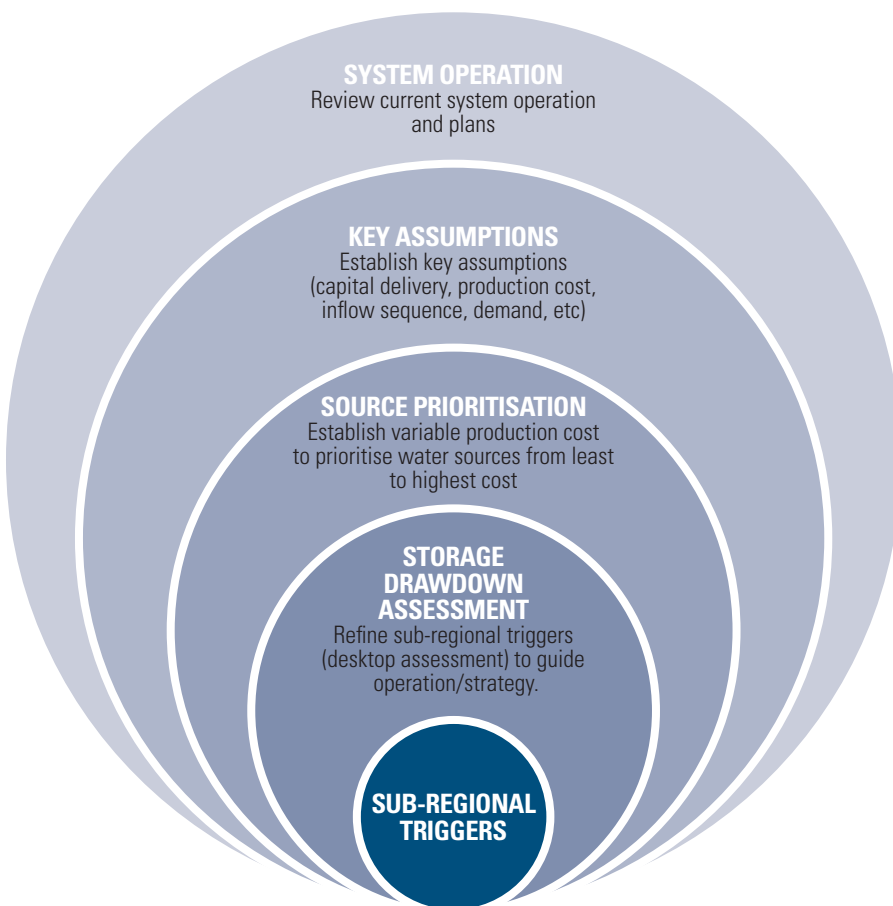 SYSTEM OPERATION
Review current system operation
and plans
KEY ASSUMPTIONS
Establish key assumptions
(capital delivery, production cost,
inflow sequence, demand, etc)
SOURCE PRIORITISATION
Establish variable production cost
to prioritise water sources from least
to highest cost
STORAGE
DRAWDOWN
ASSESSMENT
Refine sub-regional triggers
(desktop assessment) to guide
operation/strategy.
SUB-REGIONAL
TRIGGERS